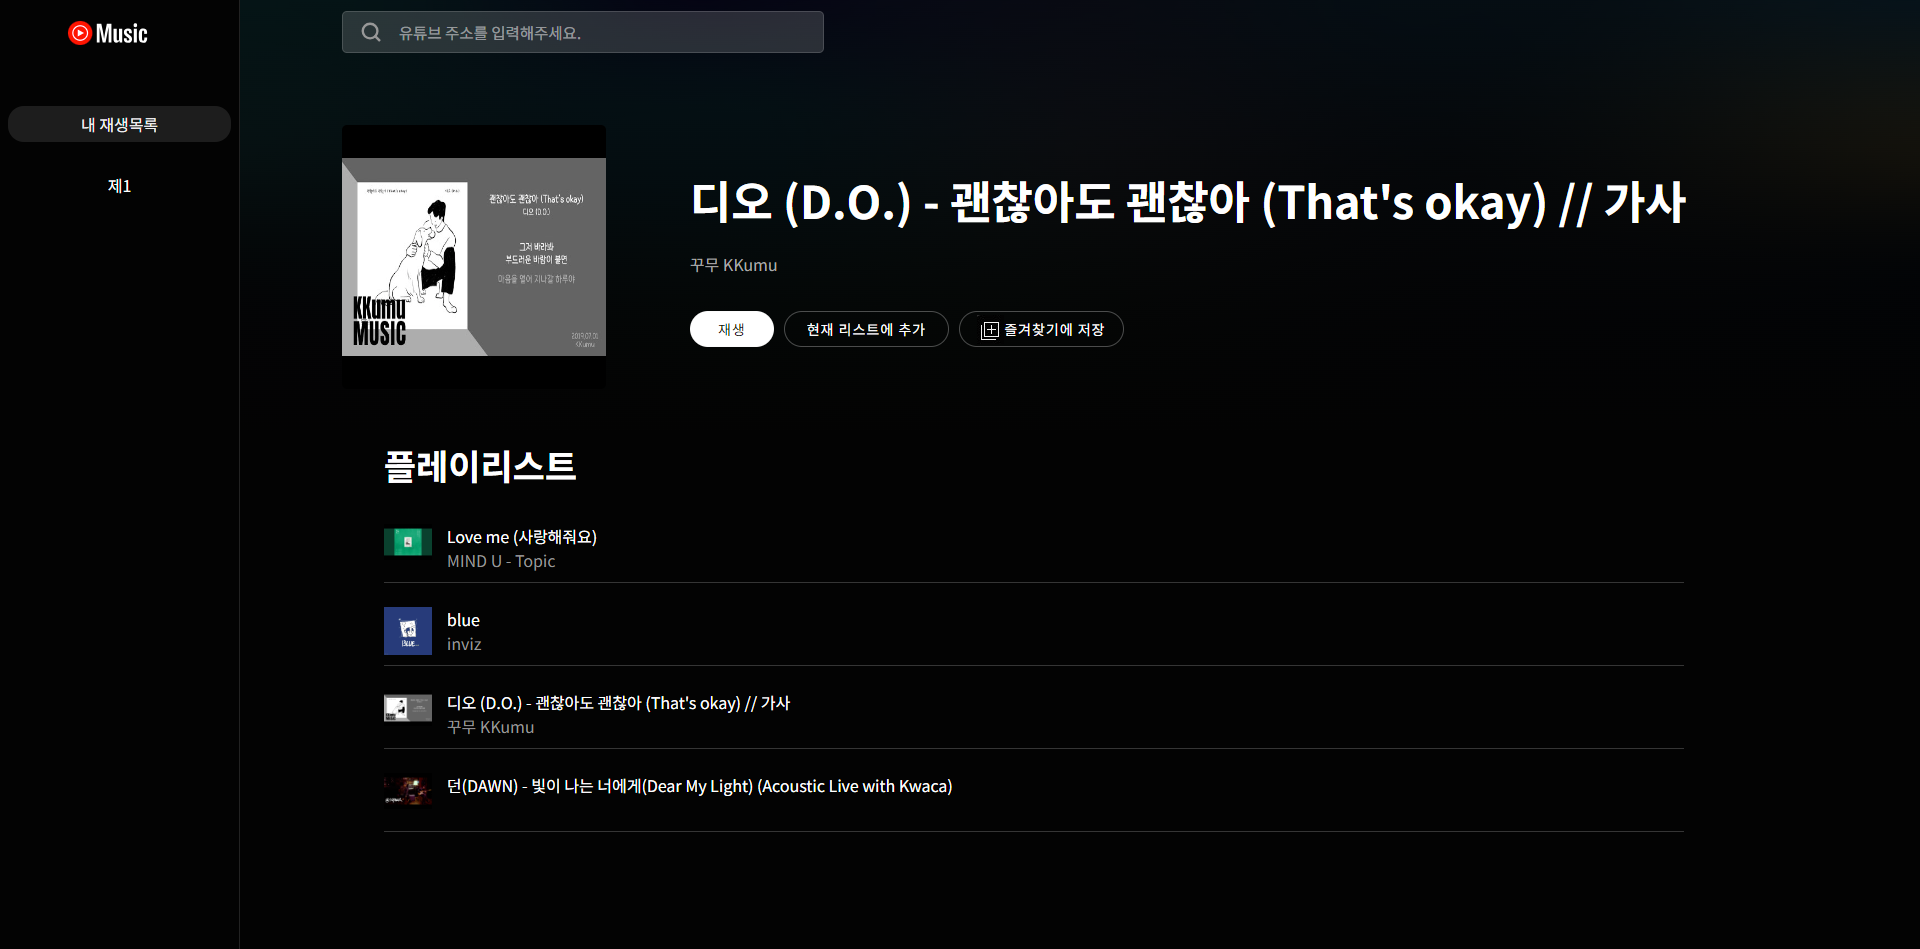 Music
유튜브 주소를 입력해주세요.
내 재생목록
제1
괜찮아도 괜찮아 (That's okay)
디오 (D.O.)
그저 바라봐
부드러운 바람이 불면
마음을 열어 지나갈 하루야
KKumu
MUSIC
2019.07.01
KKumu
디오 (D.O.) - 괜찮아도 괜찮아 (That's okay) // 가사
꾸무 KKumu
재생
현재 리스트에 추가
즐겨찾기에 저장
플레이리스트
Love me (사랑해줘요)
MIND U - Topic
blue
inviz
디오 (D.O.) - 괜찮아도 괜찮아 (That's okay) // 가사
꾸무 KKumu
던(DAWN) - 빛이 나는 너에게(Dear My Light) (Acoustic Live with Kwaca)